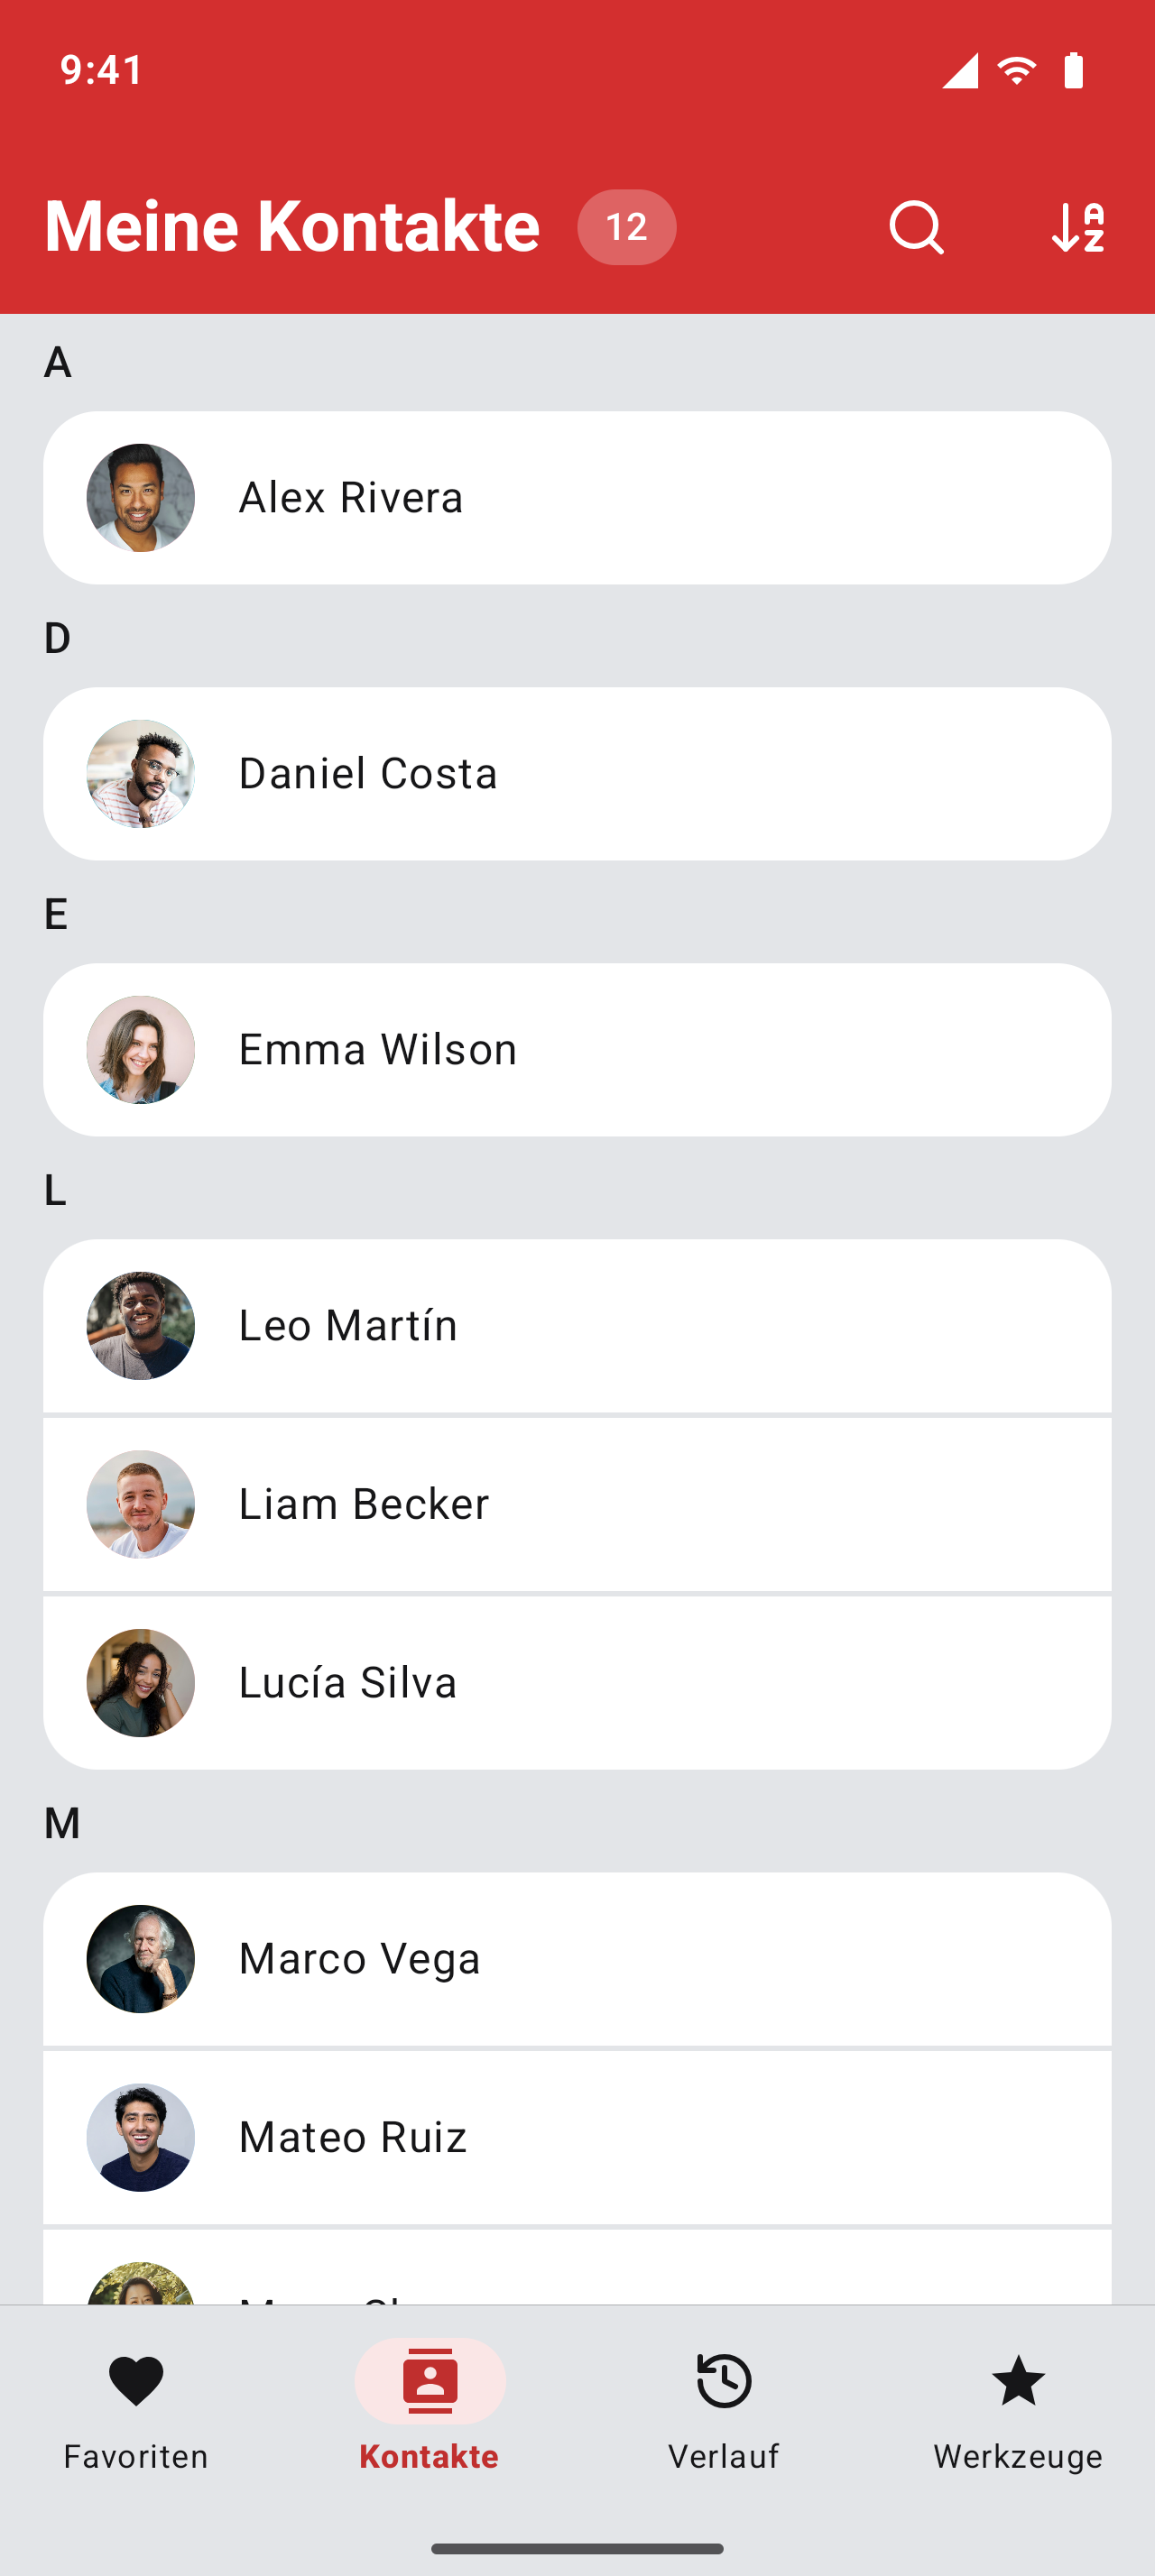 9:41
Meine Kontakte 12
A
Alex Rivera
D
Daniel Costa
E
Emma Wilson
L
Leo Martín
Liam Becker
Lucía Silva
M
Marco Vega
Mateo Ruiz
Favoriten Kontakte Verlauf Werkzeuge